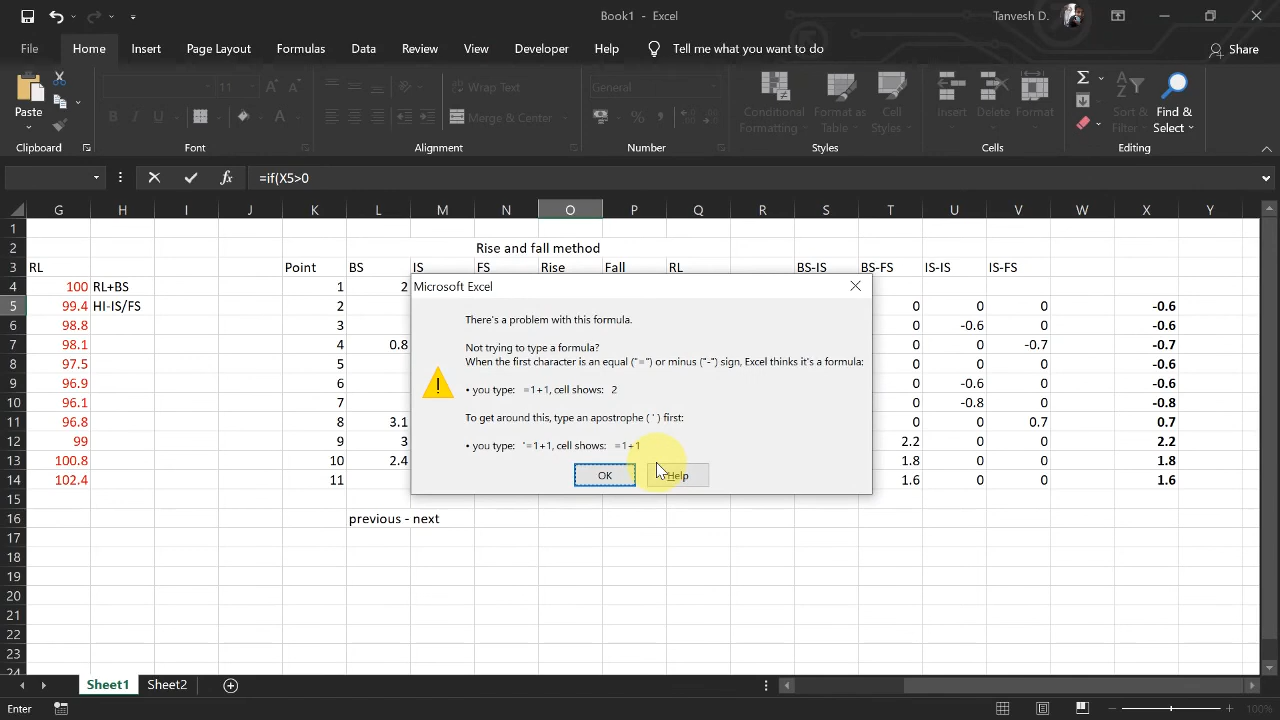 Book1 - Excel
Tanvesh D.
File Home Insert Page Layout Formulas Data Review View Developer Help Tell me what you want to do Share
Paste
11
General
Wrap Text
Merge & Center
Conditional Formatting
Format as Table
Cell Styles
Insert
Delete
Format
Sort & Filter
Find & Select
Clipboard Font Alignment Number Styles Cells Editing
=if(X5>0
G H I J K L M N O P Q R S T U V W X Y
1
2 Rise and fall method
3 RL Point BS IS FS Rise Fall RL BS-IS BS-FS IS-IS IS-FS
4 100 RL+BS 1 2
5 99.4 HI-IS/FS 2 0 0 0 -0.6
6 98.8 3 0 -0.6 0 -0.6
7 98.1 4 0.8 0 0 -0.7 -0.7
8 97.5 5 0 0 0 -0.6
9 96.9 6 0 -0.6 0 -0.6
10 96.1 7 0 -0.8 0 -0.8
11 96.8 8 3.1 0 0 0.7 0.7
12 99 9 3 2.2 0 0 2.2
13 100.8 10 2.4 1.8 0 0 1.8
14 102.4 11 1.6 0 0 1.6
15
16 previous - next
17
18
19
20
21
22
23
24
Microsoft Excel
There's a problem with this formula.
Not trying to type a formula?
When the first character is an equal ("=") or minus ("-") sign, Excel thinks it's a formula:
• you type: =1+1, cell shows: 2
To get around this, type an apostrophe ( ' ) first:
• you type: '=1+1, cell shows: =1+1
OK Help
Sheet1 Sheet2
Enter
100%